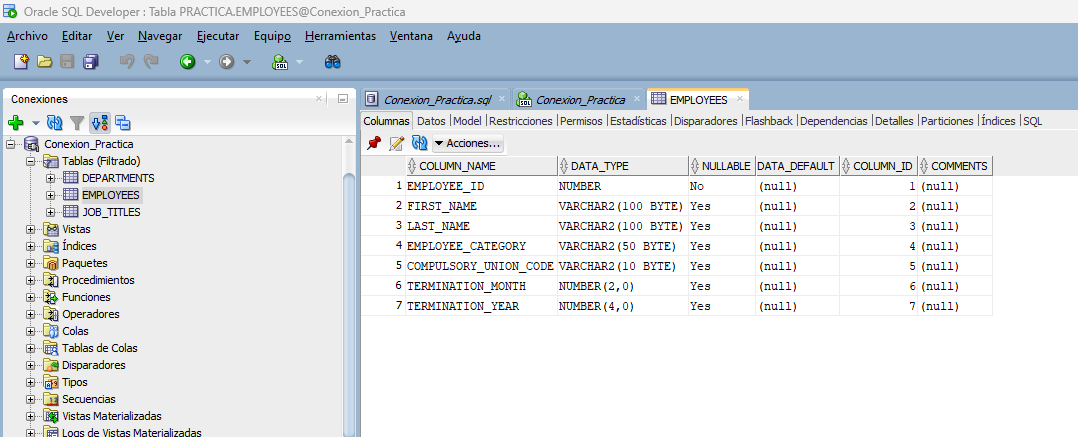 Oracle SQL Developer : Tabla PRACTICA.EMPLOYEES@Conexion_Practica
Archivo Editar Ver Navegar Ejecutar Equipo Herramientas Ventana Ayuda
SQL
Conexiones
Conexion_Practica
Tablas (Filtrado)
DEPARTMENTS
EMPLOYEES
JOB_TITLES
Vistas
Índices
Paquetes
Procedimientos
Funciones
Operadores
Colas
Tablas de Colas
Disparadores
Tipos
Secuencias
Vistas Materializadas
Logs de Vistas Materializadas
Conexion_Practica.sql Conexion_Practica EMPLOYEES
Columnas Datos Model Restricciones Permisos Estadísticas Disparadores Flashback Dependencias Detalles Particiones Índices SQL
Acciones...
COLUMN_NAME DATA_TYPE NULLABLE DATA_DEFAULT COLUMN_ID COMMENTS
1 EMPLOYEE_ID NUMBER No (null) 1 (null)
2 FIRST_NAME VARCHAR2(100 BYTE) Yes (null) 2 (null)
3 LAST_NAME VARCHAR2(100 BYTE) Yes (null) 3 (null)
4 EMPLOYEE_CATEGORY VARCHAR2(50 BYTE) Yes (null) 4 (null)
5 COMPULSORY_UNION_CODE VARCHAR2(10 BYTE) Yes (null) 5 (null)
6 TERMINATION_MONTH NUMBER(2,0) Yes (null) 6 (null)
7 TERMINATION_YEAR NUMBER(4,0) Yes (null) 7 (null)